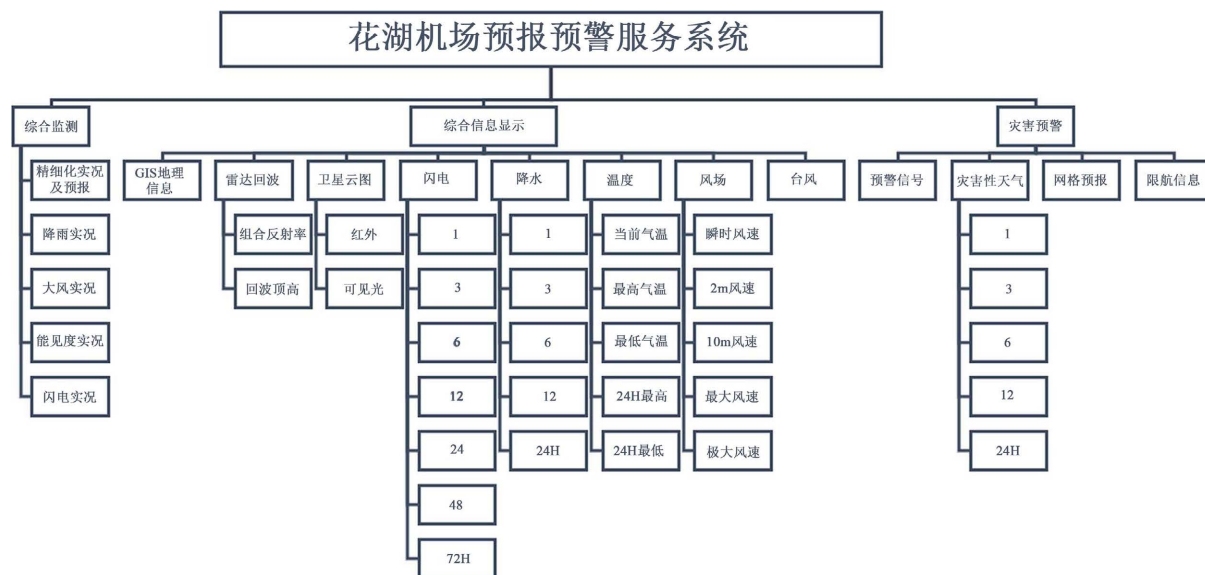 花湖机场预报预警服务系统
综合监测
综合信息显示
灾害预警
精细化实况
及预报
GIS地理
信息
雷达回波
卫星云图
闪电
降水
温度
风场
台风
预警信号
灾害性天气
网格预报
限航信息
降雨实况
组合反射率
红外
1
1
当前气温
瞬时风速
1
大风实况
回波顶高
可见光
3
3
最高气温
2m风速
3
能见度实况
6
6
最低气温
10m风速
6
闪电实况
12
12
24H最高
最大风速
12
24
24H
24H最低
极大风速
24H
48
72H